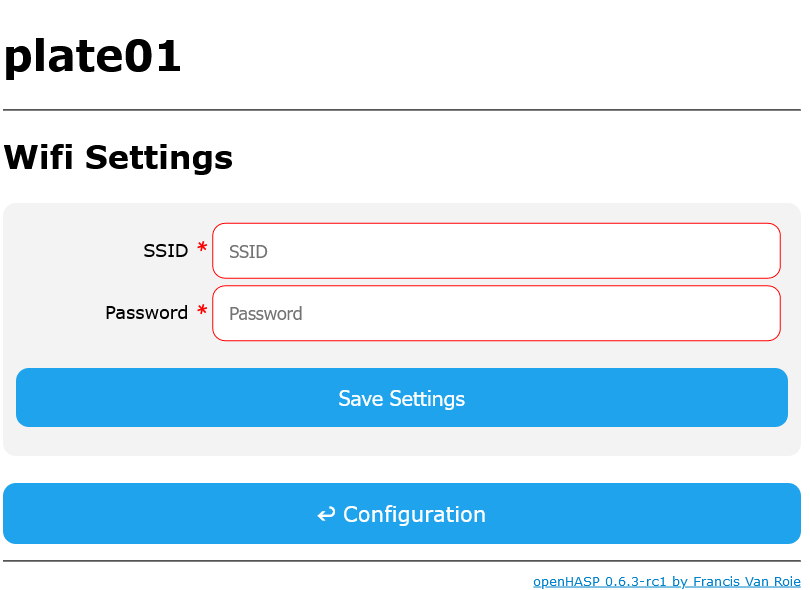 plate01
Wifi Settings
SSID * SSID
Password * Password
Save Settings
↩ Configuration
openHASP 0.6.3-rc1 by Francis Van Roie